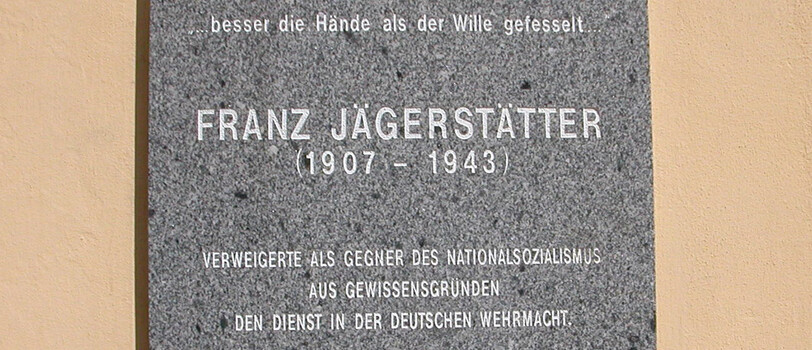 ....besser die Hände als der Wille gefesselt...
FRANZ JÄGERSTÄTTER
(1907 – 1943)
VERWEIGERTE ALS GEGNER DES NATIONALSOZIALISMUS
AUS GEWISSENSGRÜNDEN
DEN DIENST IN DER DEUTSCHEN WEHRMACHT.